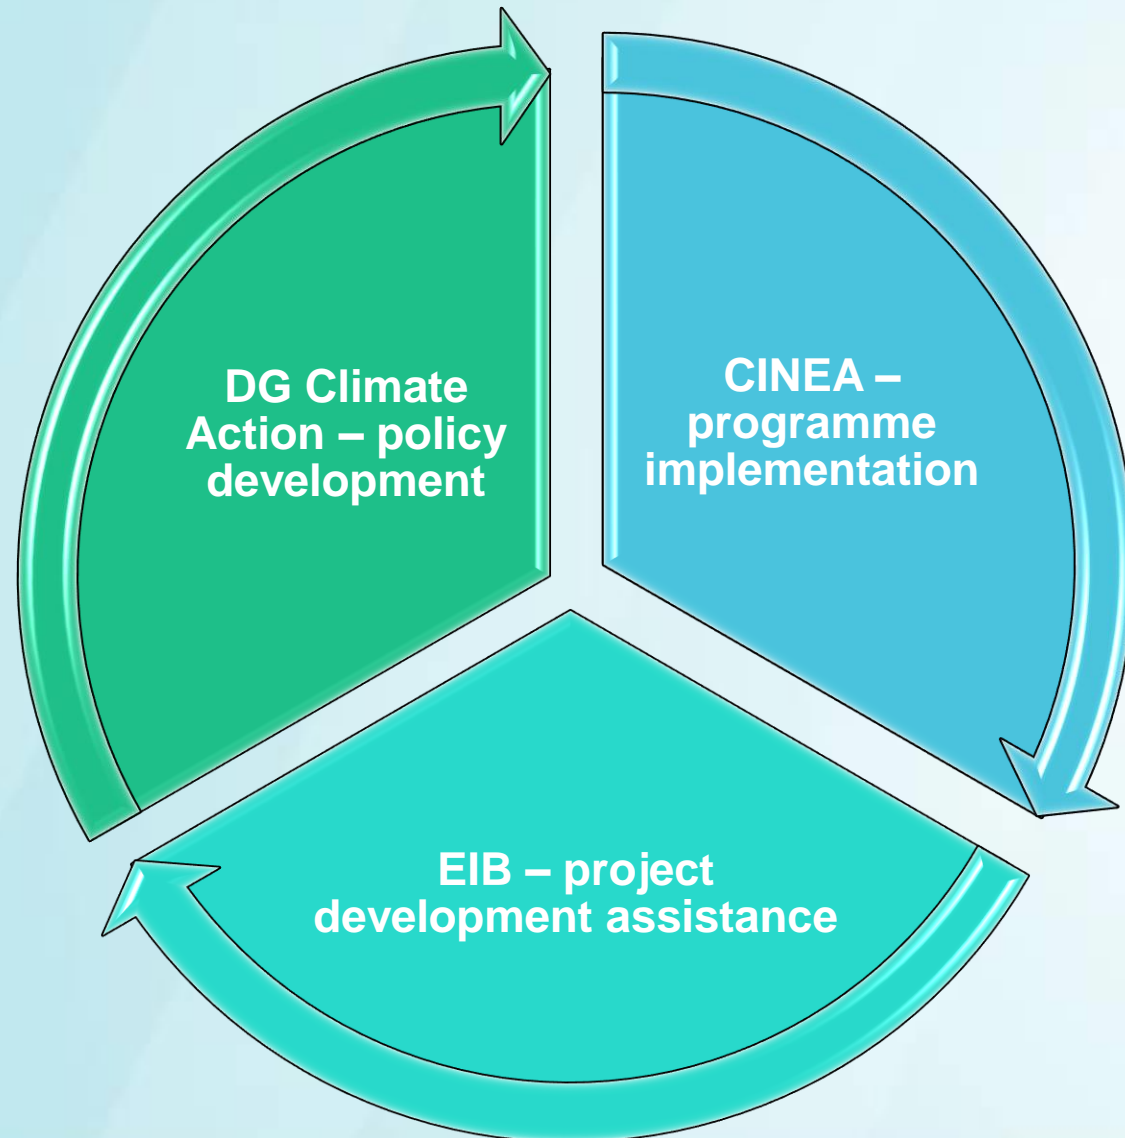 DG Climate
Action – policy
development
CINEA –
programme
implementation
EIB – project
development assistance